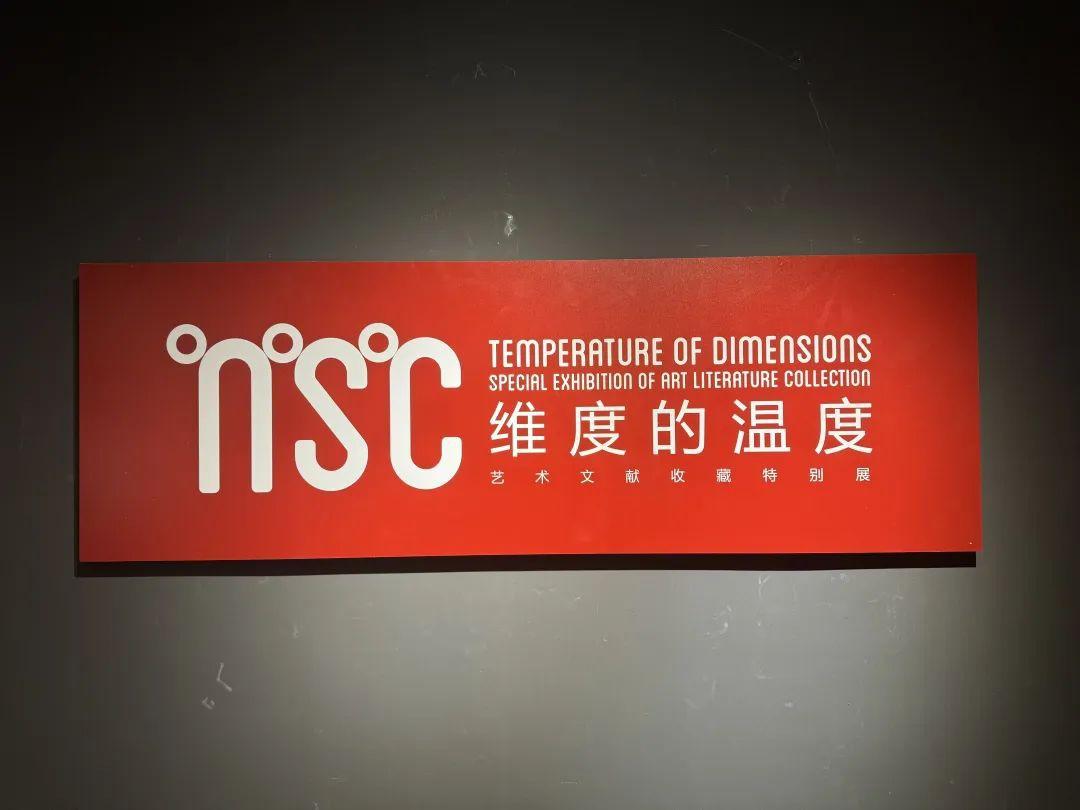 °n°s°c
TEMPERATURE OF DIMENSIONS
SPECIAL EXHIBITION OF ART LITERATURE COLLECTION
维度的温度
艺术文献收藏特别展